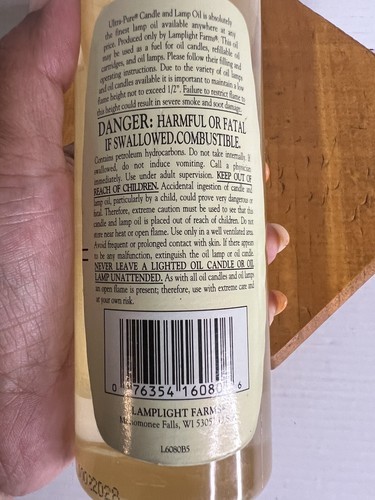 Ultra-Pure® Candle and Lamp Oil is absolutely
the finest lamp oil available anywhere at any
price. Produced only by Lamplight Farms®. This oil
may be used as a fuel for oil candles, refillable oil
cartridges, and oil lamps. Please follow their filling and
operating instructions. Due to the variety of oil lamps
and oil candles available it is important to maintain a low
flame height not to exceed 1/2". Failure to restrict flame to
this height could result in severe smoke and soot damage.
DANGER: HARMFUL OR FATAL
IF SWALLOWED.COMBUSTIBLE.
Contains petroleum hydrocarbons. Do not take internally. If
swallowed, do not induce vomiting. Call a physician
immediately. Use under adult supervision. KEEP OUT OF
REACH OF CHILDREN. Accidental ingestion of candle and
lamp oil, particularly by a child, could prove very dangerous or
fatal. Therefore, extreme caution must be used to see that this
candle and lamp oil is placed out of reach of children. Do not
store near heat or open flame. Use only in a well ventilated area.
Avoid frequent or prolonged contact with skin. If there appears
to be any malfunction, extinguish the oil lamp or oil candle.
NEVER LEAVE A LIGHTED OIL CANDLE OR OIL
LAMP UNATTENDED. As with all oil candles and oil lamps
an open flame is present; therefore, use with extreme care and
at your own risk.
0 76354 16080 6
LAMPLIGHT FARMS
Menomonee Falls, WI 5305
L6080B5